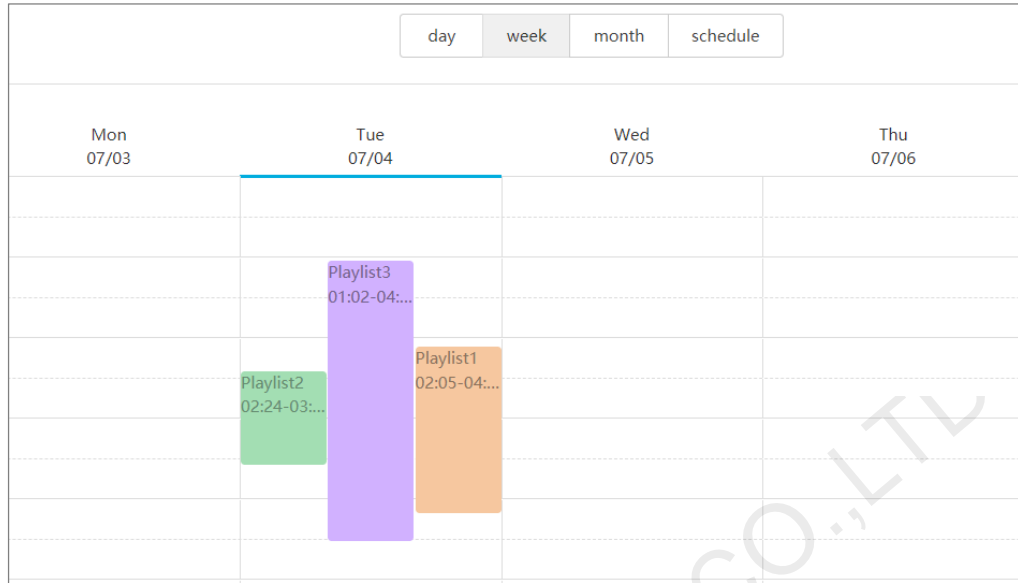 day week month schedule
Mon Tue Wed Thu
07/03 07/04 07/05 07/06
Playlist3
01:02-04:...
Playlist1
02:05-04:...
Playlist2
02:24-03:...
CO.,LTD